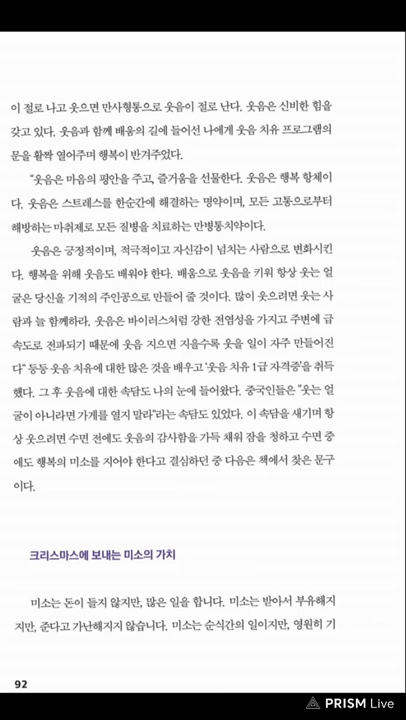 이 절로 나고 웃으면 만사형통으로 웃음이 절로 난다. 웃음은 신비한 힘을
갖고 있다. 웃음과 함께 배움의 길에 들어선 나에게 웃음 치유 프로그램의
문을 활짝 열어주며 행복이 반겨주었다.
"웃음은 마음의 평안을 주고, 즐거움을 선물한다. 웃음은 행복 항체이
다. 웃음은 스트레스를 한순간에 해결하는 명약이며, 모든 고통으로부터
해방하는 마취제로 모든 질병을 치료하는 만병통치약이다.
웃음은 긍정적이며, 적극적이고 자신감이 넘치는 사람으로 변화시킨
다. 행복을 위해 웃음도 배워야 한다. 배움으로 웃음을 키워 항상 웃는 얼
굴은 당신을 기적의 주인공으로 만들어 줄 것이다. 많이 웃으려면 웃는 사
람과 늘 함께하라. 웃음은 바이러스처럼 강한 전염성을 가지고 주변에 급
속도로 전파되기 때문에 웃음 지으면 지을수록 웃을 일이 자주 만들어진
다" 등등 웃음 치유에 대한 많은 것을 배우고 '웃음 치유 1급 자격증'을 취득
했다. 그 후 웃음에 대한 속담도 나의 눈에 들어왔다. 중국인들은 "웃는 얼
굴이 아니라면 가게를 열지 말라"라는 속담도 있었다. 이 속담을 새기며 항
상 웃으려면 수면 전에도 웃음의 감사함을 가득 채워 잠을 청하고 수면 중
에도 행복의 미소를 지어야 한다고 결심하던 중 다음은 책에서 찾은 문구
이다.
크리스마스에 보내는 미소의 가치
미소는 돈이 들지 않지만, 많은 일을 합니다. 미소는 받아서 부유해지
지만, 준다고 가난해지지 않습니다. 미소는 순식간의 일이지만, 영원히 기
92
PRISM Live